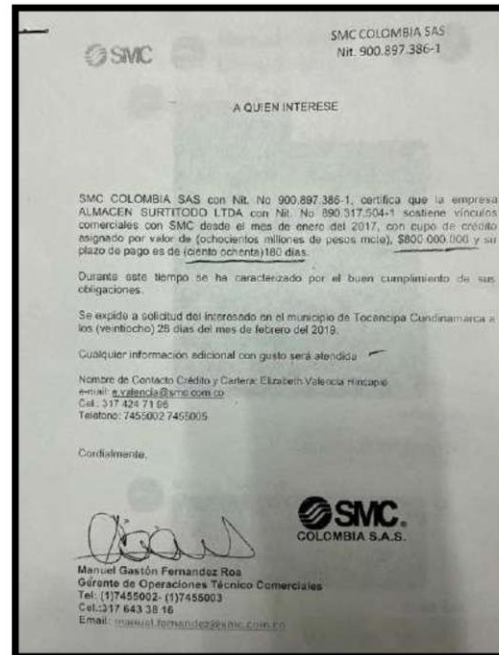 SMC
SMC COLOMBIA SAS
Nit. 900.897.386-1
A QUIEN INTERESE
SMC COLOMBIA SAS con Nit. No 900.897.386-1, certifica que la empresa
ALMACEN SURTITODO LTDA con Nit. No 890.317.504-1 sostiene vínculos
comerciales con SMC desde el mes de enero del 2017, con cupo de crédito
asignado por valor de (ochocientos millones de pesos mcte), $800.000.000 y su
plazo de pago es de (ciento ochenta)180 días.
Durante este tiempo se ha caracterizado por el buen cumplimiento de sus
obligaciones.
Se expide a solicitud del interesado en el municipio de Tocancipa Cundinamarca a
los (veintiocho) 28 días del mes de febrero del 2019.
Cualquier información adicional con gusto será atendida
Nombre de Contacto Crédito y Cartera: Elizabeth Valencia Hincapie
e-mail: e.valencia@smc.com.co
Cel.: 317 424 71 96
Telefono: 7455002 7455005
Cordialmente,
SMC.
COLOMBIA S.A.S.
Manuel Gastón Fernandez Roa
Gerente de Operaciones Técnico Comerciales
Tel: (1)7455002- (1)7455003
Cel.:317 643 38 16
Email: manuel.fernandez@smc.com.co